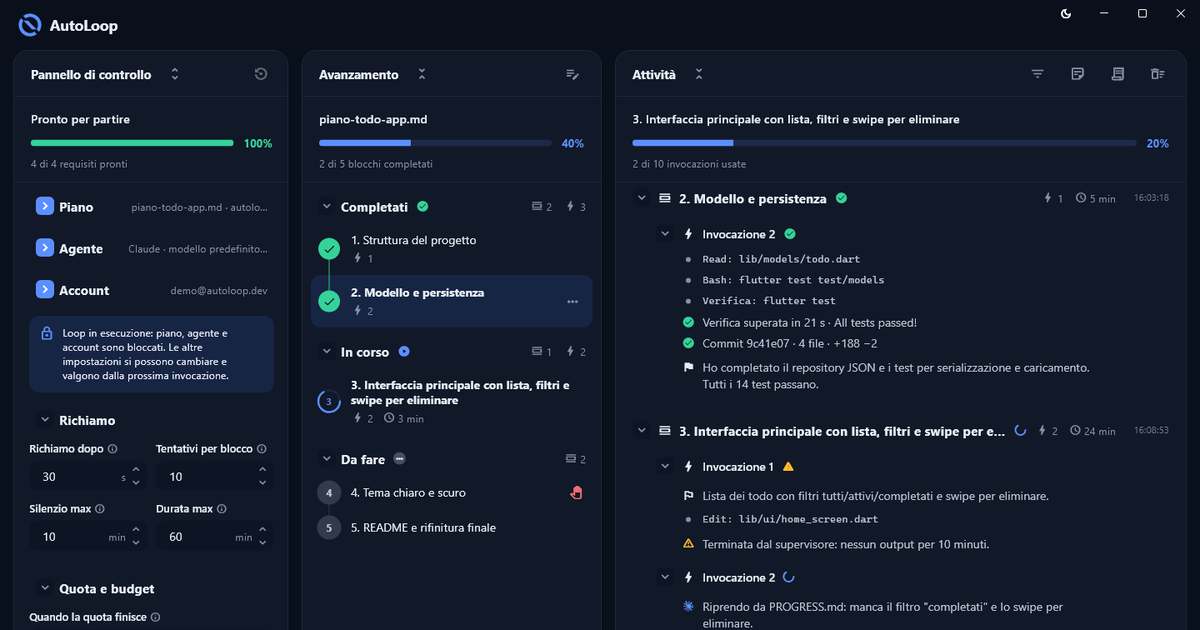 AutoLoop
Pannello di controllo
Pronto per partire
100%
4 di 4 requisiti pronti
Piano
piano-todo-app.md · autolo...
Agente
Claude · modello predefinito...
Account
demo@autoloop.dev
Loop in esecuzione: piano, agente e
account sono bloccati. Le altre
impostazioni si possono cambiare e
valgono dalla prossima invocazione.
Richiamo
Richiamo dopo
Tentativi per blocco
30 s
10
Silenzio max
Durata max
10 min
60 min
Quota e budget
Quando la quota finisce
Avanzamento
piano-todo-app.md
40%
2 di 5 blocchi completati
Completati
2 3
1. Struttura del progetto
1
2. Modello e persistenza
2
In corso
1 2
3
3. Interfaccia principale con lista, filtri e
swipe per eliminare
2 3 min
Da fare
2
4
4. Tema chiaro e scuro
5
5. README e rifinitura finale
Attività
3. Interfaccia principale con lista, filtri e swipe per eliminare
20%
2 di 10 invocazioni usate
2. Modello e persistenza
1 5 min 16:03:18
Invocazione 2
Read: lib/models/todo.dart
Bash: flutter test test/models
Verifica: flutter test
Verifica superata in 21 s · All tests passed!
Commit 9c41e07 · 4 file · +188 −2
Ho completato il repository JSON e i test per serializzazione e caricamento.
Tutti i 14 test passano.
3. Interfaccia principale con lista, filtri e swipe per e...
2 24 min 16:08:53
Invocazione 1
Lista dei todo con filtri tutti/attivi/completati e swipe per eliminare.
Edit: lib/ui/home_screen.dart
Terminata dal supervisore: nessun output per 10 minuti.
Invocazione 2
Riprendo da PROGRESS.md: manca il filtro "completati" e lo swipe per
eliminare.